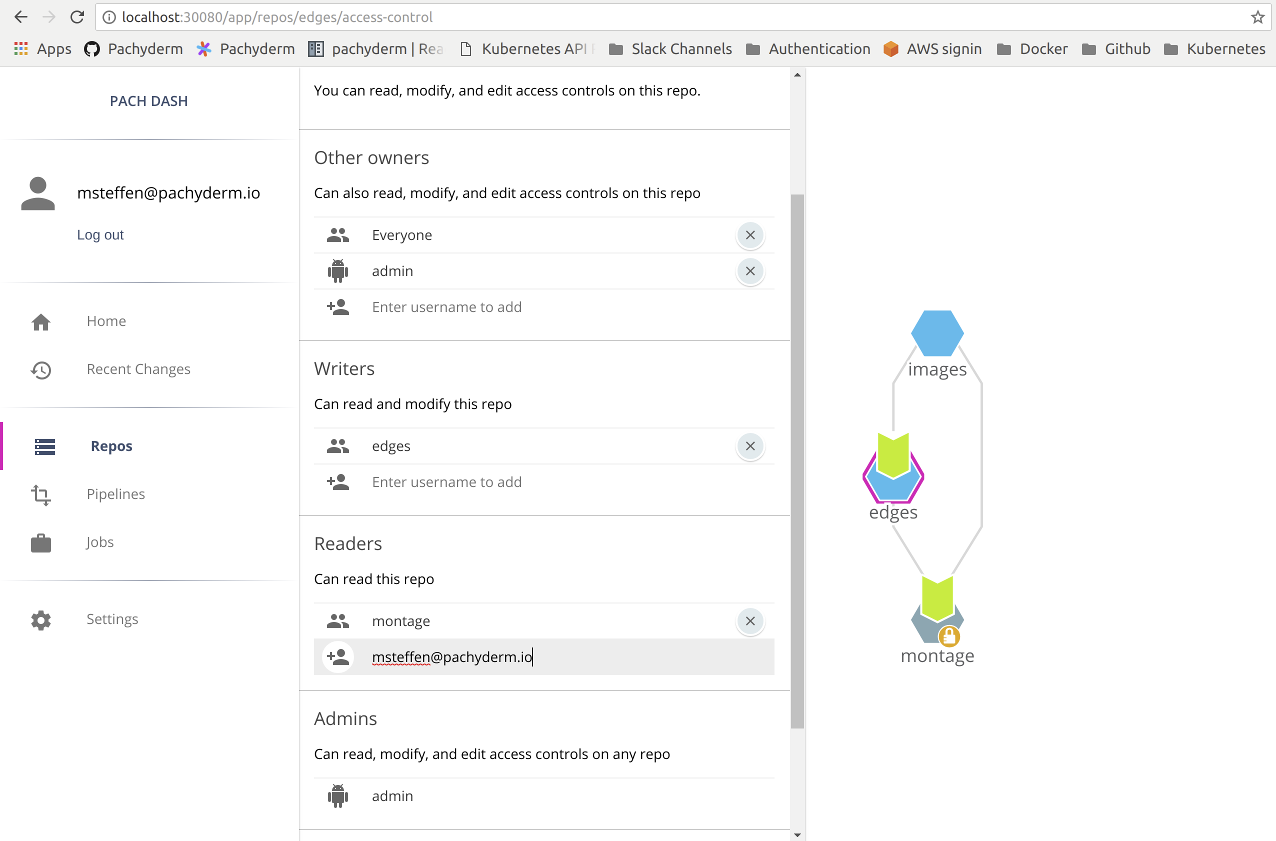 localhost:30080/app/repos/edges/access-control
Apps Pachyderm Pachyderm pachyderm | Rea Kubernetes API Slack Channels Authentication AWS signin Docker Github Kubernetes
PACH DASH
msteffen@pachyderm.io
Log out
Home
Recent Changes
Repos
Pipelines
Jobs
Settings
You can read, modify, and edit access controls on this repo.
Other owners
Can also read, modify, and edit access controls on this repo
Everyone
admin
Enter username to add
Writers
Can read and modify this repo
edges
Enter username to add
Readers
Can read this repo
montage
msteffen@pachyderm.io
Admins
Can read, modify, and edit access controls on any repo
admin
images
edges
montage